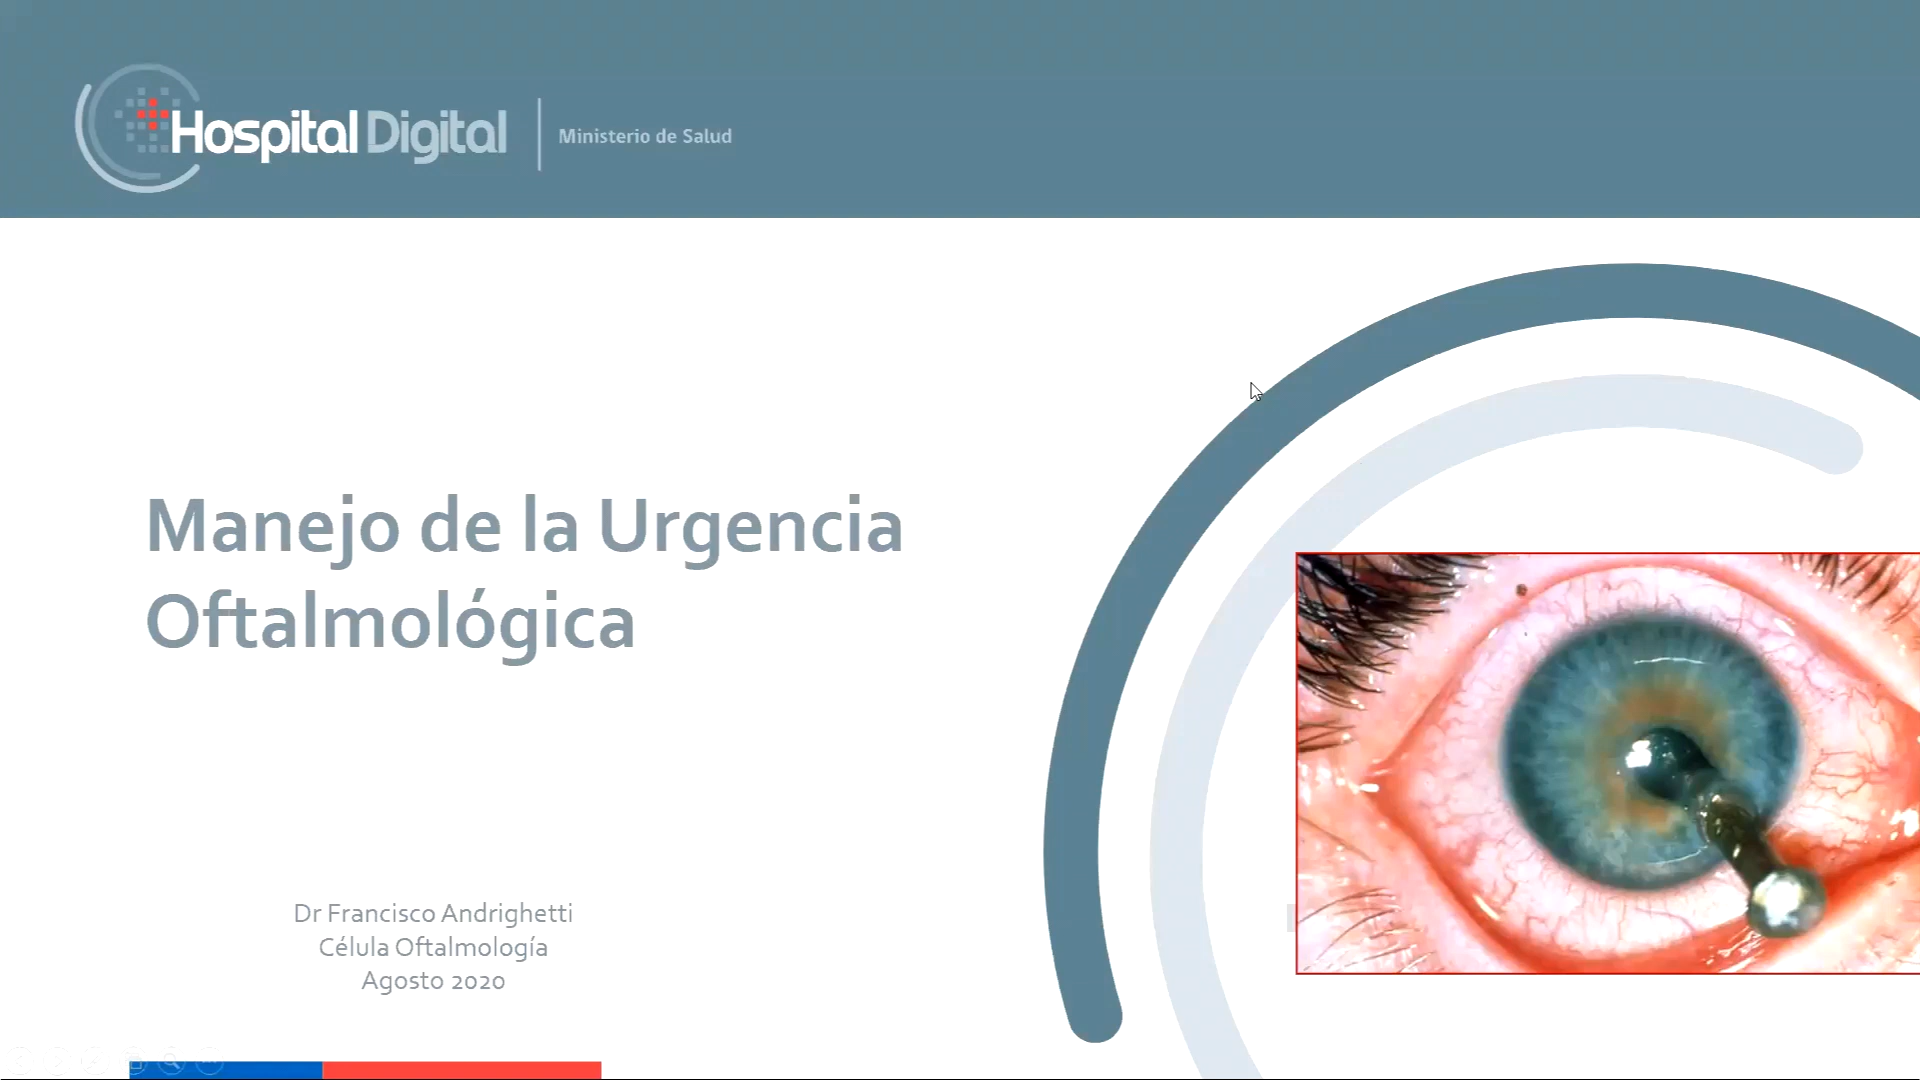 Hospital Digital
Ministerio de Salud
Manejo de la Urgencia
Oftalmológica
Dr Francisco Andrighetti
Célula Oftalmología
Agosto 2020